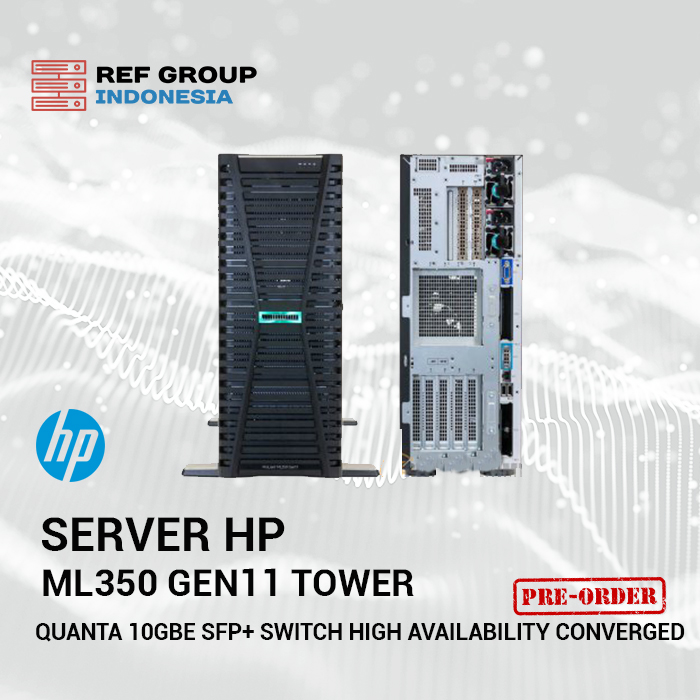 REF GROUP
INDONESIA
hp
SERVER HP
ML350 GEN11 TOWER
PRE-ORDER
QUANTA 10GBE SFP+ SWITCH HIGH AVAILABILITY CONVERGED